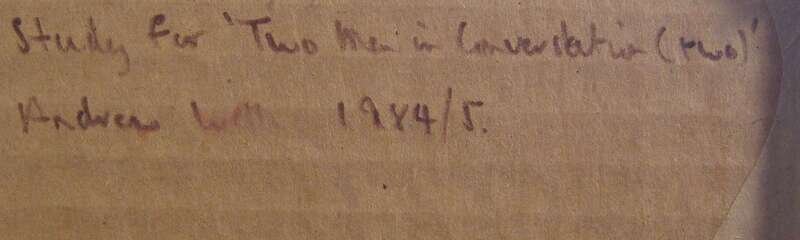 Study for 'Two Men in Conversation (two)'
Andrew 1984/5.